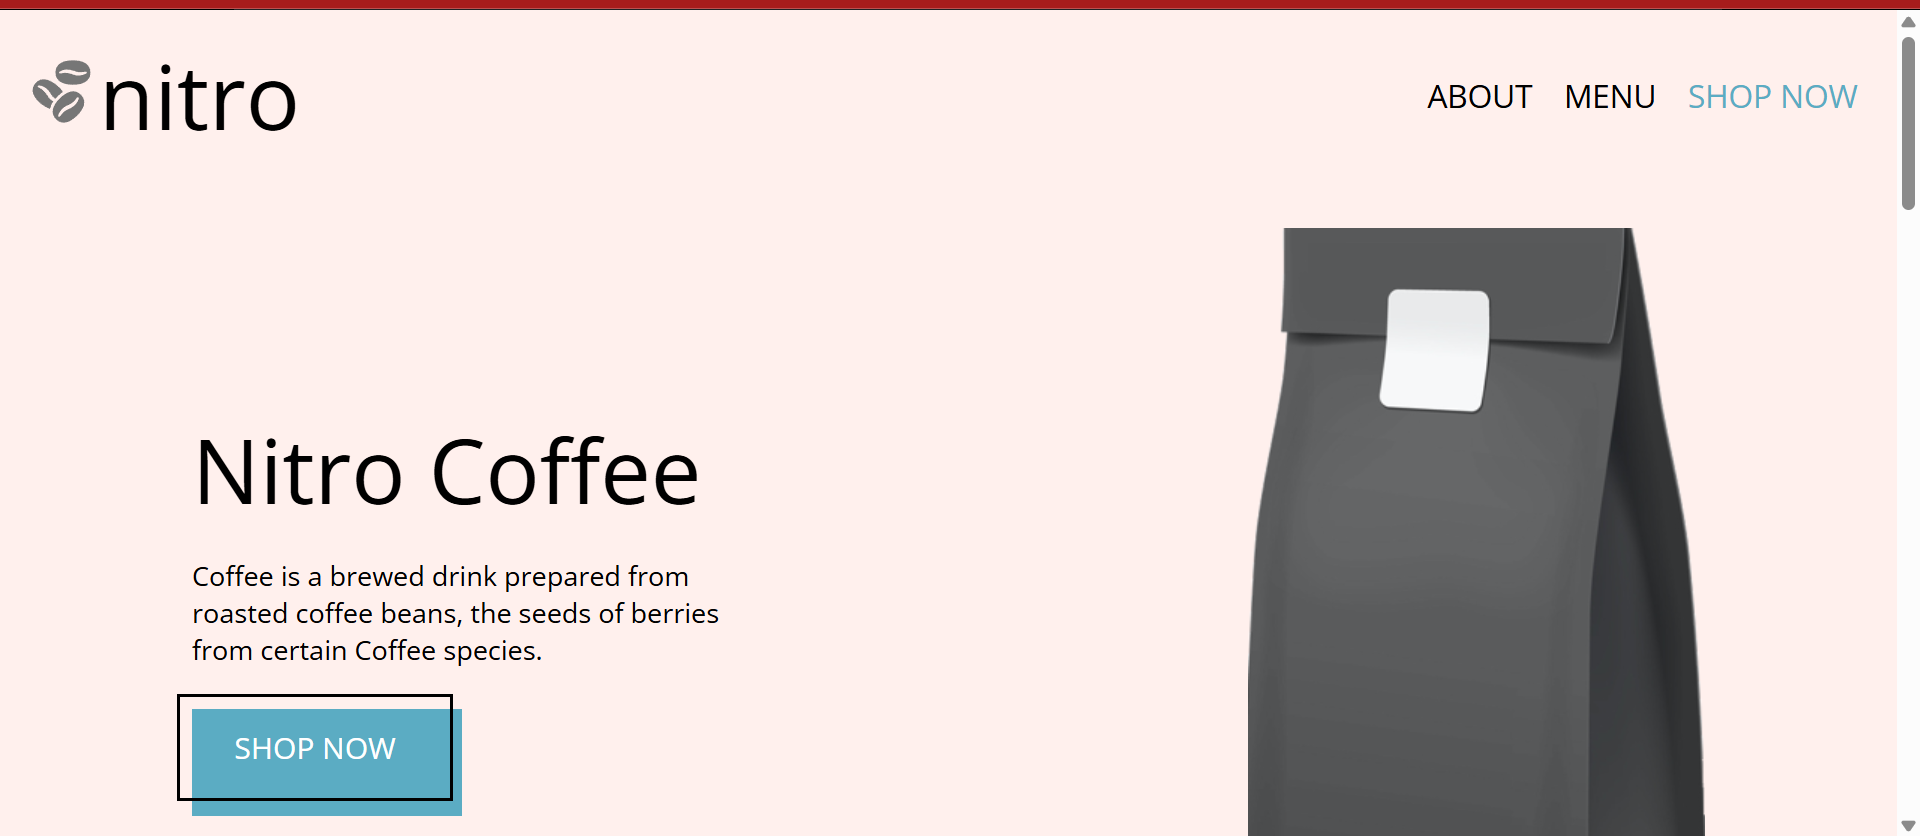 nitro
ABOUT MENU SHOP NOW
Nitro Coffee
Coffee is a brewed drink prepared from
roasted coffee beans, the seeds of berries
from certain Coffee species.
SHOP NOW